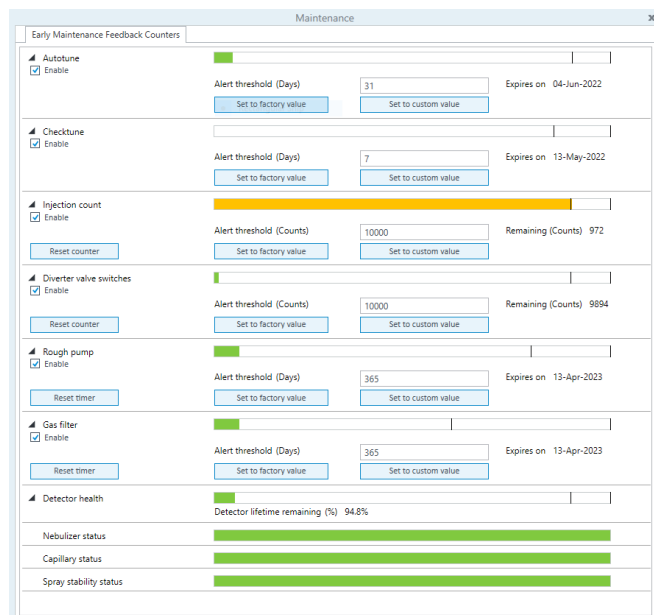 Maintenance
Early Maintenance Feedback Counters
Autotune
Enable
Alert threshold (Days) 31 Expires on 04-Jun-2022
Set to factory value Set to custom value
Checktune
Enable
Alert threshold (Days) 7 Expires on 13-May-2022
Set to factory value Set to custom value
Injection count
Enable
Alert threshold (Counts) 10000 Remaining (Counts) 972
Reset counter Set to factory value Set to custom value
Diverter valve switches
Enable
Alert threshold (Counts) 10000 Remaining (Counts) 9894
Reset counter Set to factory value Set to custom value
Rough pump
Enable
Alert threshold (Days) 365 Expires on 13-Apr-2023
Reset timer Set to factory value Set to custom value
Gas filter
Enable
Alert threshold (Days) 365 Expires on 13-Apr-2023
Reset timer Set to factory value Set to custom value
Detector health
Detector lifetime remaining (%) 94.8%
Nebulizer status
Capillary status
Spray stability status